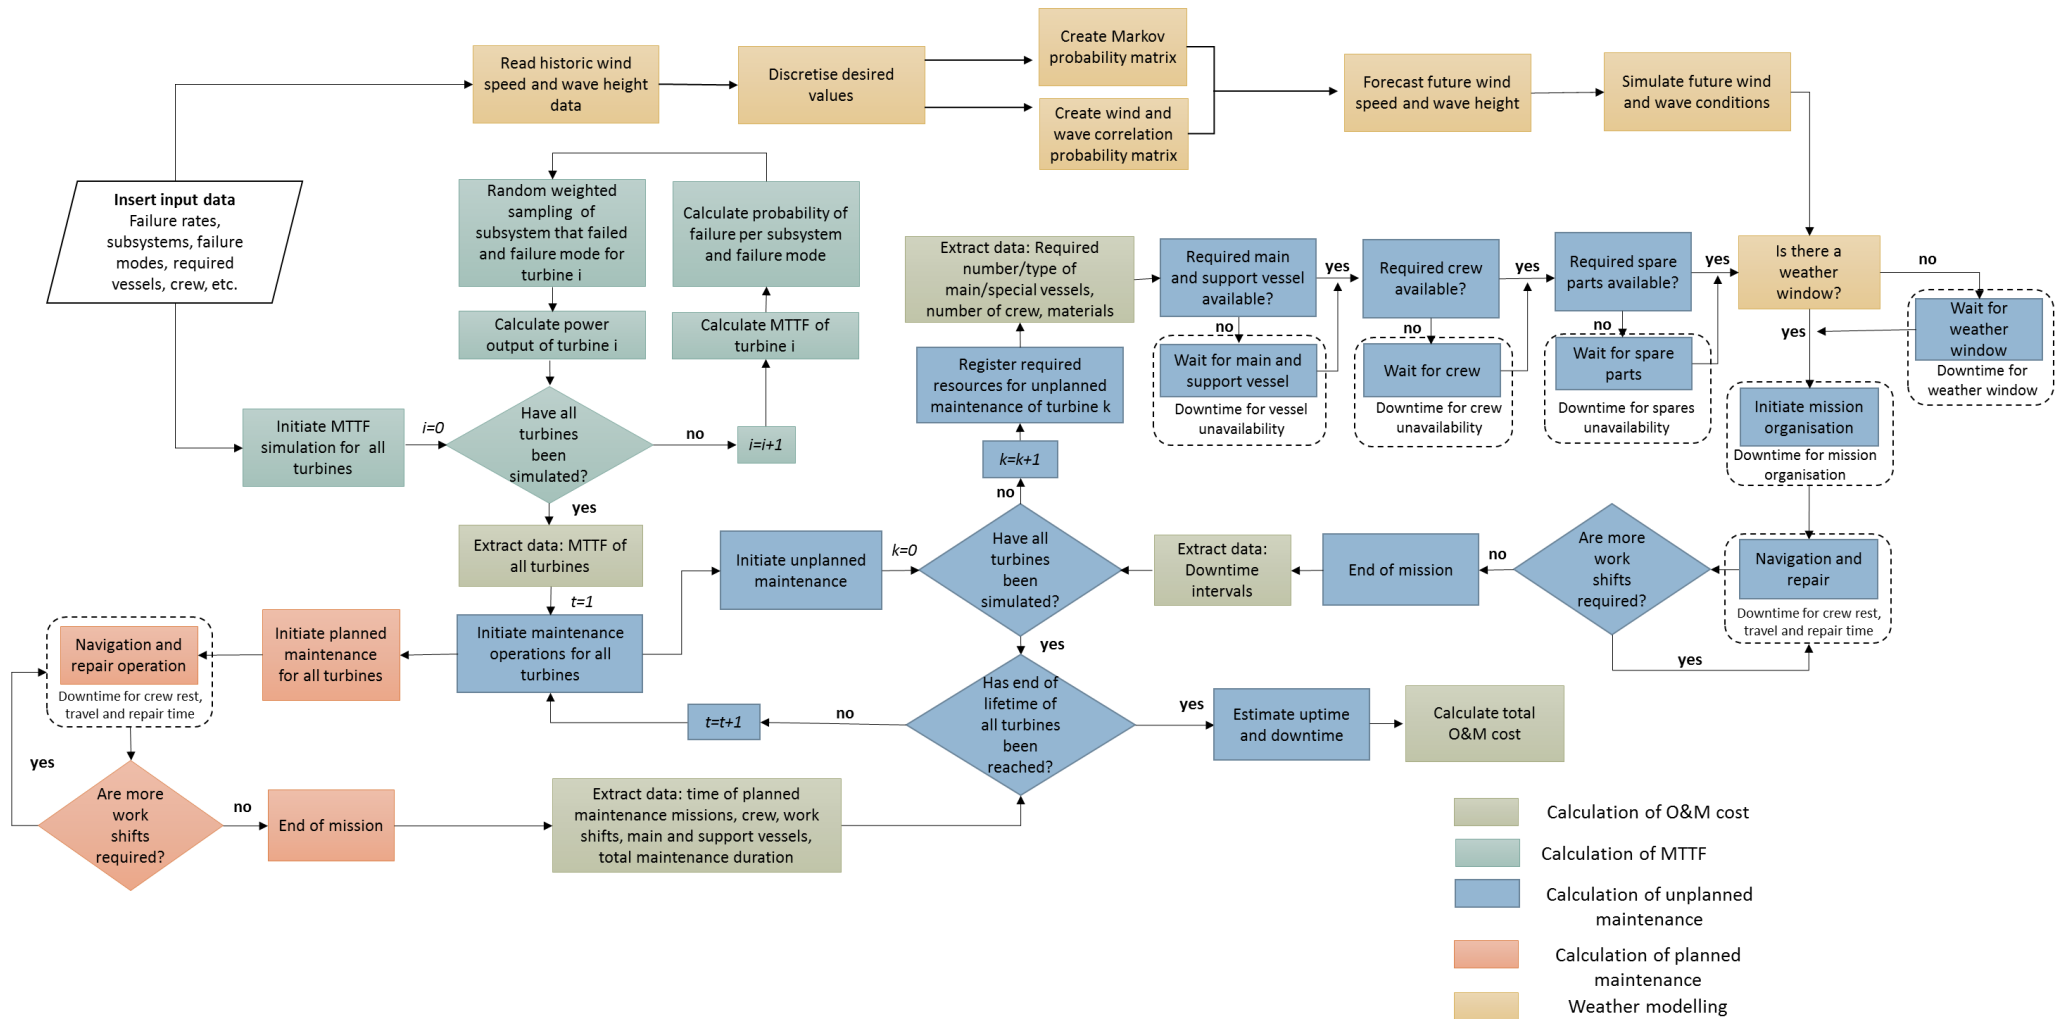 Read historic wind
speed and wave height
data
Discretise desired
values
Create Markov
probability matrix
Create wind and
wave correlation
probability matrix
Forecast future wind
speed and wave height
Simulate future wind
and wave conditions
Insert input data
Failure rates,
subsystems, failure
modes, required
vessels, crew, etc.
Random weighted
sampling of
subsystem that failed
and failure mode for
turbine i
Calculate probability of
failure per subsystem
and failure mode
Calculate power
output of turbine i
Calculate MTTF of
turbine i
Initiate MTTF
simulation for all
turbines
i=0
Have all
turbines
been
simulated?
no
i=i+1
yes
Extract data: MTTF of
all turbines
t=1
Extract data: Required
number/type of
main/special vessels,
number of crew, materials
Required main
and support vessel
available?
yes
Required crew
available?
yes
Required spare
parts available?
yes
Is there a
weather
window?
no
no
Wait for main and
support vessel
Downtime for vessel
unavailability
no
Wait for crew
Downtime for crew
unavailability
no
Wait for spare
parts
Downtime for spares
unavailability
yes
Wait for
weather
window
Downtime for
weather window
Register required
resources for unplanned
maintenance of turbine k
k=k+1
no
Initiate mission
organisation
Downtime for mission
organisation
Initiate unplanned
maintenance
k=0
Have all
turbines
been
simulated?
Extract data:
Downtime
intervals
End of mission
no
Are more
work
shifts
required?
Navigation and
repair
Downtime for crew rest,
travel and repair time
yes
yes
Navigation and
repair operation
Downtime for crew rest,
travel and repair time
Initiate planned
maintenance
for all turbines
Initiate maintenance
operations for all
turbines
t=t+1
no
Has end of
lifetime of
all turbines
been
reached?
yes
Estimate uptime
and downtime
Calculate total
O&M cost
yes
Are more
work
shifts
required?
no
End of mission
Extract data: time of planned
maintenance missions, crew, work
shifts, main and support vessels,
total maintenance duration
Calculation of O&M cost
Calculation of MTTF
Calculation of unplanned
maintenance
Calculation of planned
maintenance
Weather modelling